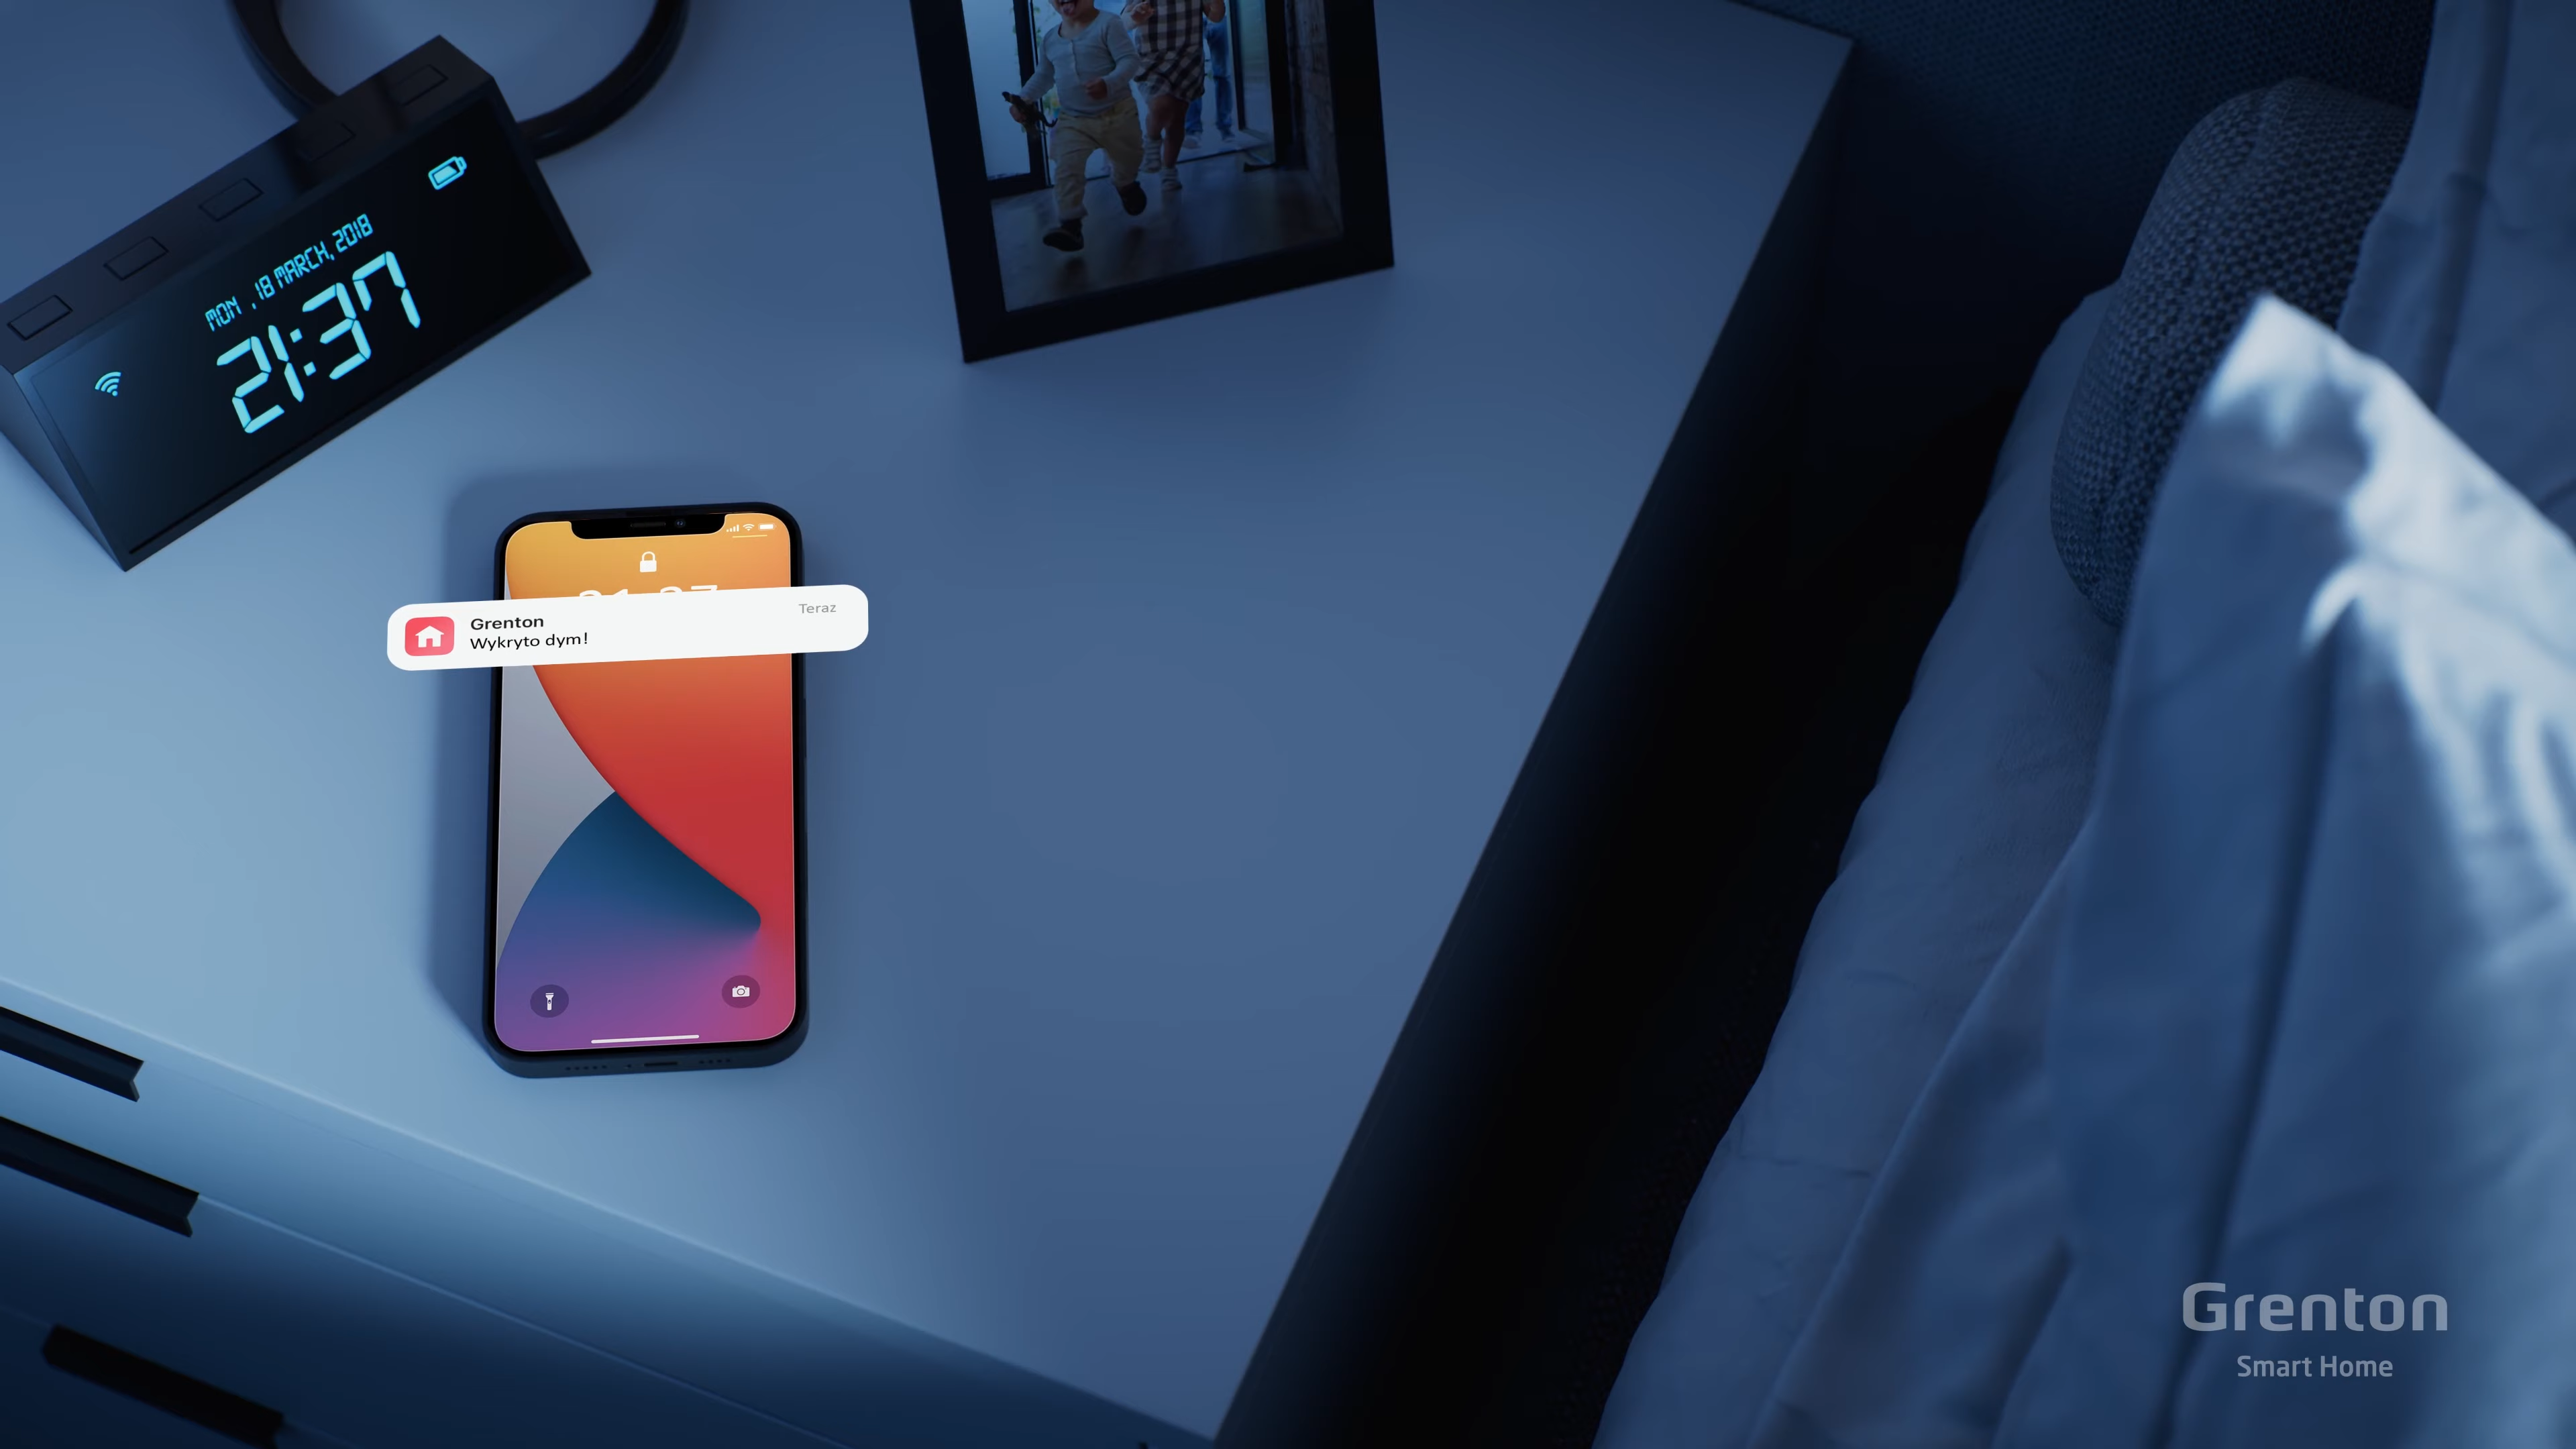 MON , 18 MARCH, 2018
21:37
Grenton
Teraz
Wykryto dym!
Grenton
Smart Home